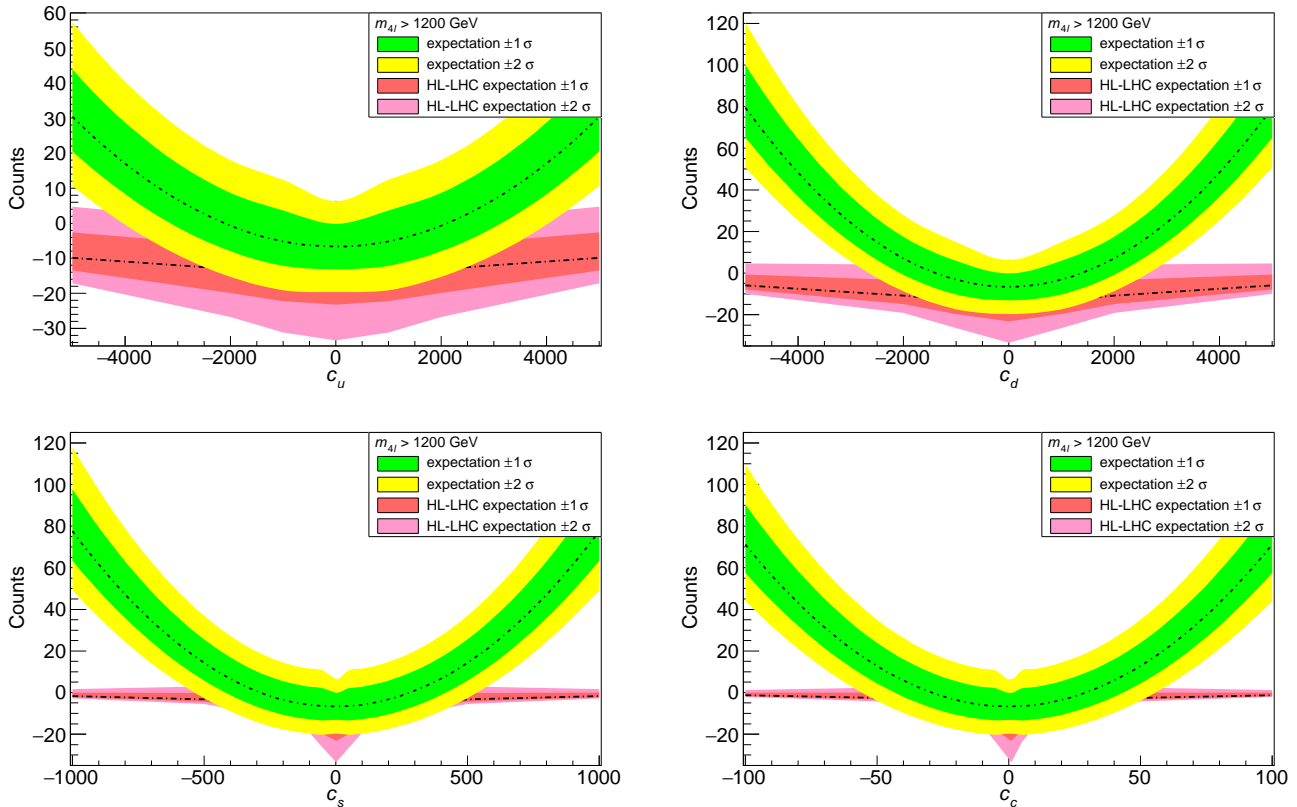 m4l > 1200 GeV
expectation ±1 σ
expectation ±2 σ
HL-LHC expectation ±1 σ
HL-LHC expectation ±2 σ
60
50
40
30
20
10
0
−10
−20
−30
Counts
−4000 −2000 0 2000 4000
cu
m4l > 1200 GeV
expectation ±1 σ
expectation ±2 σ
HL-LHC expectation ±1 σ
HL-LHC expectation ±2 σ
120
100
80
60
40
20
0
−20
Counts
−4000 −2000 0 2000 4000
cd
m4l > 1200 GeV
expectation ±1 σ
expectation ±2 σ
HL-LHC expectation ±1 σ
HL-LHC expectation ±2 σ
120
100
80
60
40
20
0
−20
Counts
−1000 −500 0 500 1000
cs
m4l > 1200 GeV
expectation ±1 σ
expectation ±2 σ
HL-LHC expectation ±1 σ
HL-LHC expectation ±2 σ
120
100
80
60
40
20
0
−20
Counts
−100 −50 0 50 100
cc